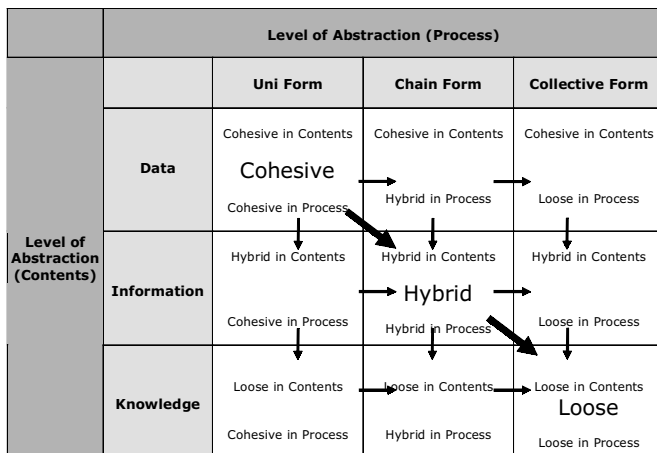 Level of Abstraction (Process)
Uni Form
Chain Form
Collective Form
Level of
Abstraction
(Contents)
Data
Cohesive in Contents
Cohesive
Cohesive in Process
Cohesive in Contents
Hybrid in Process
Cohesive in Contents
Loose in Process
Information
Hybrid in Contents
Cohesive in Process
Hybrid in Contents
Hybrid
Hybrid in Process
Hybrid in Contents
Loose in Process
Knowledge
Loose in Contents
Cohesive in Process
Loose in Contents
Hybrid in Process
Loose in Contents
Loose
Loose in Process